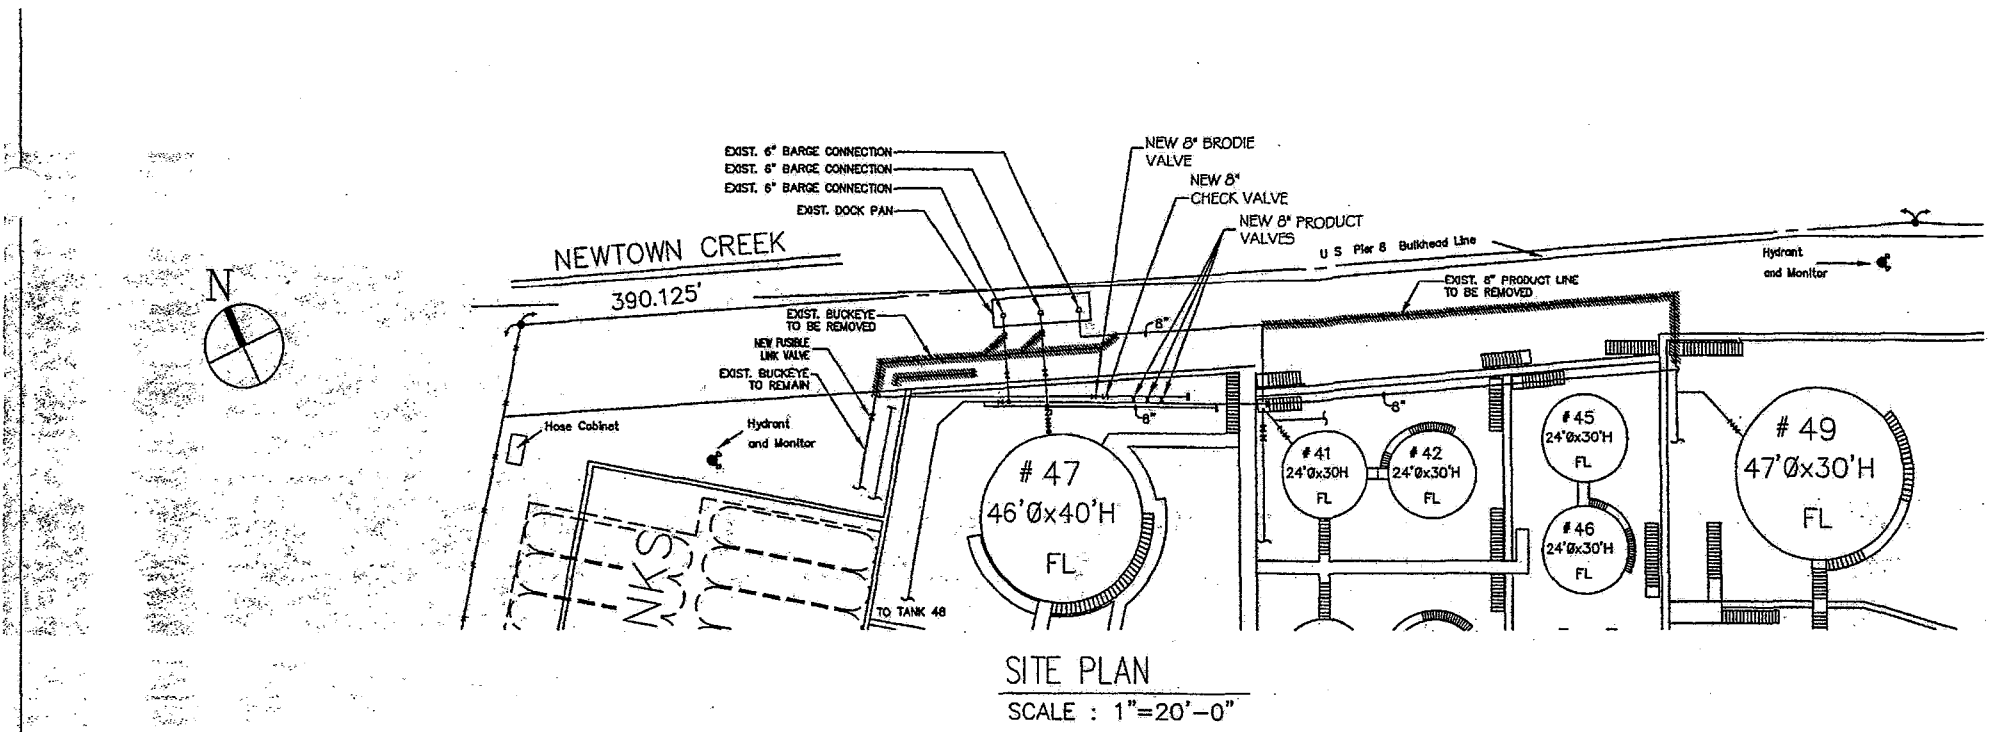 EXIST. 6" BARGE CONNECTION
EXIST. 6" BARGE CONNECTION
EXIST. 6" BARGE CONNECTION
EXIST. DOCK PAN
NEW 8" BRODIE
VALVE
NEW 8"
CHECK VALVE
NEW 8" PRODUCT
VALVES
U S Pier 8 Bulkhead Line
Hydrant
and Monitor
NEWTOWN CREEK
390.125'
N
EXIST. 8" PRODUCT LINE
TO BE REMOVED
EXIST. BUCKEYE
TO BE REMOVED
NEW FUSIBLE
LINK VALVE
EXIST. BUCKEYE
TO REMAIN
8"
8"
8"
Hose Cabinet
Hydrant
and Monitor
# 47
46'Øx40'H
FL
# 41
24'Øx30H
FL
# 42
24'Øx30'H
FL
# 45
24'Øx30'H
FL
# 46
24'Øx30'H
FL
# 49
47'Øx30'H
FL
NKS
TO TANK 48
SITE PLAN
SCALE : 1"=20'-0"